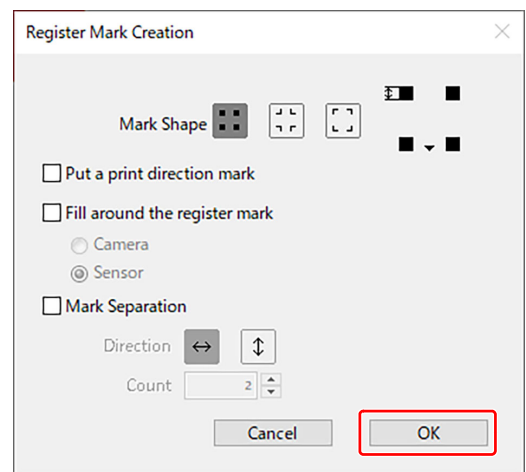 Register Mark Creation
Mark Shape
Put a print direction mark
Fill around the register mark
Camera
Sensor
Mark Separation
Direction
Count 2
Cancel OK